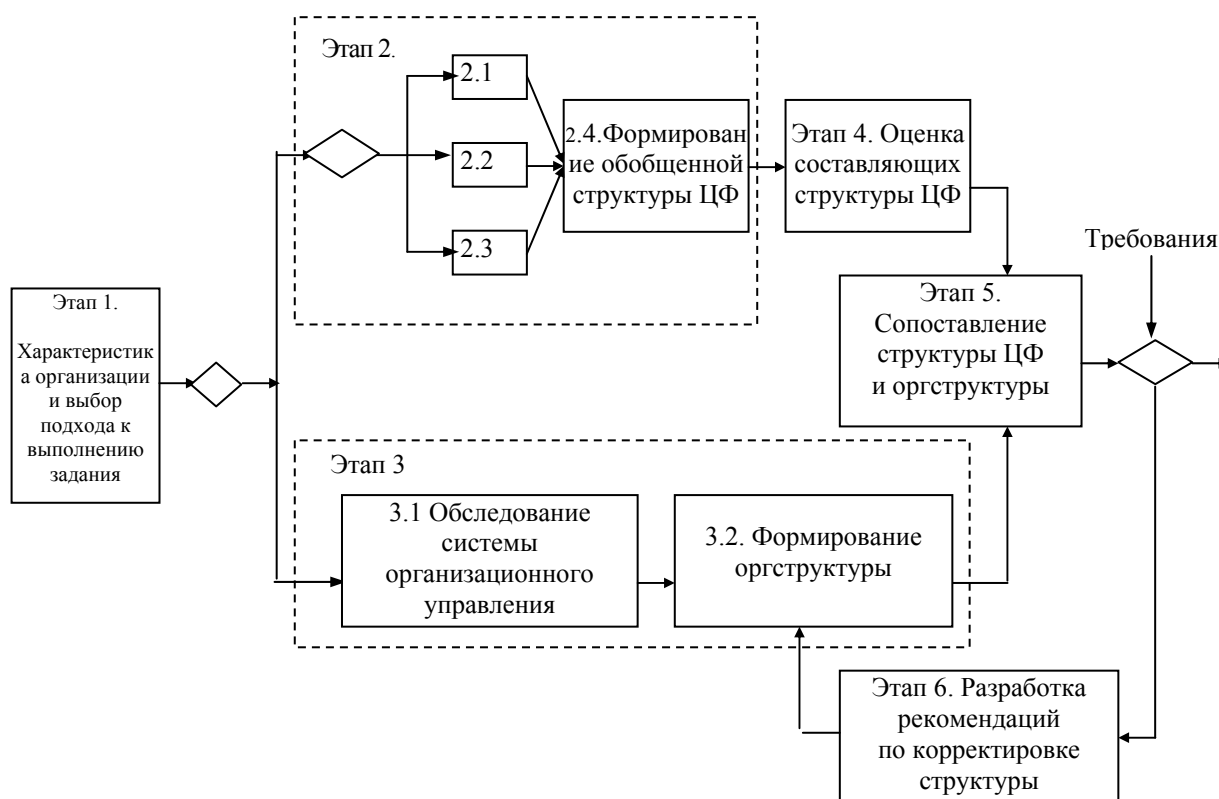 Этап 2.
2.1
2.2
2.3
2.4.Формирован
ие обобщенной
структуры ЦФ
Этап 4. Оценка
составляющих
структуры ЦФ
Требования
Этап 1.
Характеристик
а организации
и выбор
подхода к
выполнению
задания
Этап 5.
Сопоставление
структуры ЦФ
и оргструктуры
Этап 3
3.1 Обследование
системы
организационного
управления
3.2. Формирование
оргструктуры
Этап 6. Разработка
рекомендаций
по корректировке
структуры